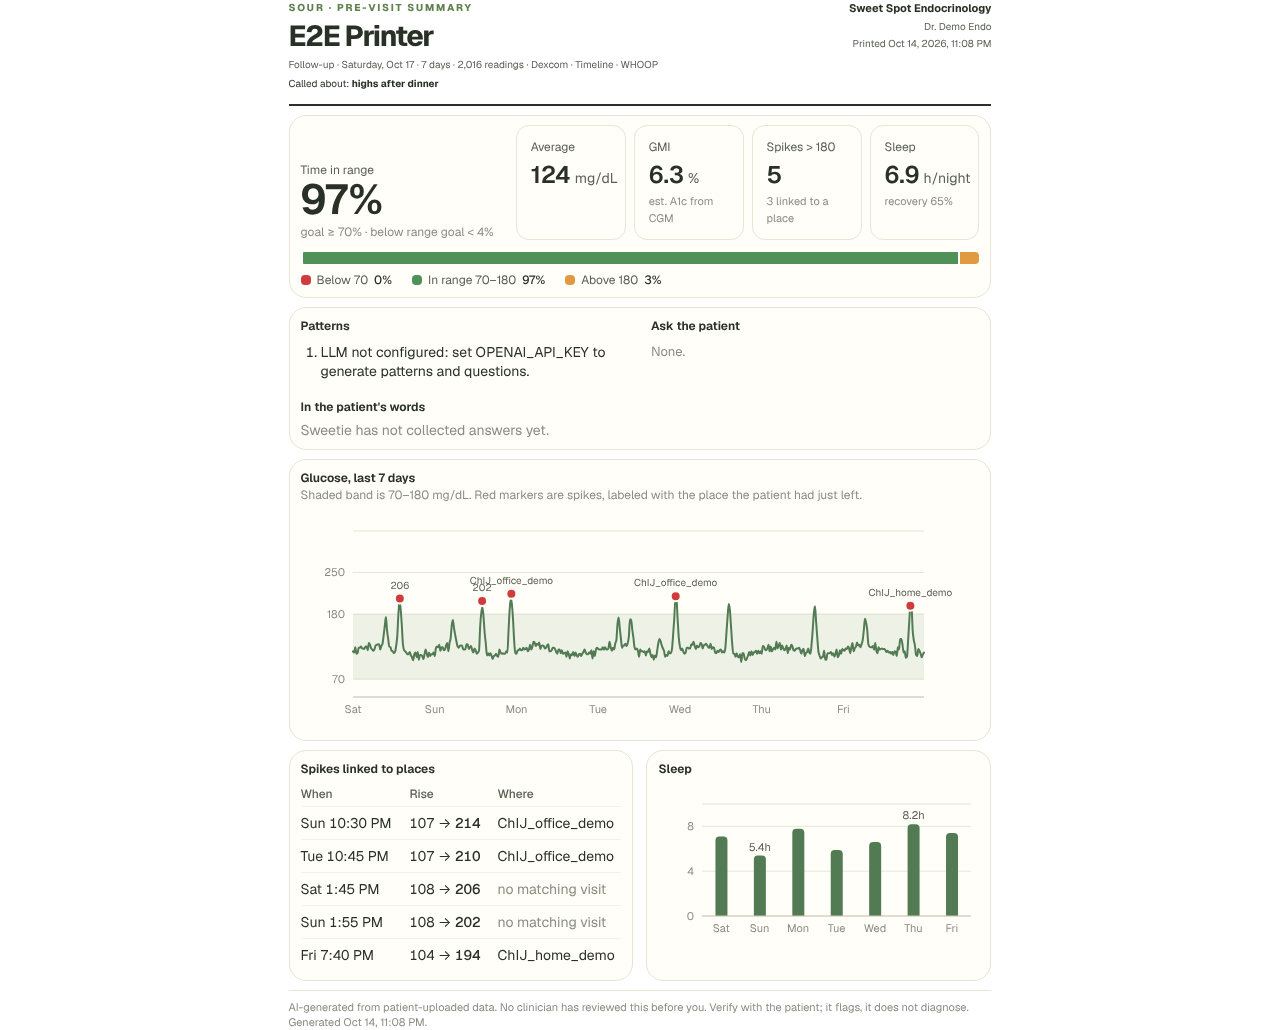 SOUR · PRE-VISIT SUMMARY
E2E Printer
Follow-up · Saturday, Oct 17 · 7 days · 2,016 readings · Dexcom · Timeline · WHOOP
Called about: highs after dinner
Sweet Spot Endocrinology
Dr. Demo Endo
Printed Oct 14, 2026, 11:08 PM
Time in range
97%
goal ≥ 70% · below range goal < 4%
Average
124 mg/dL
GMI
6.3 %
est. A1c from
CGM
Spikes > 180
5
3 linked to a
place
Sleep
6.9 h/night
recovery 65%
Below 70 0% In range 70–180 97% Above 180 3%
Patterns
1. LLM not configured: set OPENAI_API_KEY to
generate patterns and questions.
Ask the patient
None.
In the patient's words
Sweetie has not collected answers yet.
Glucose, last 7 days
Shaded band is 70–180 mg/dL. Red markers are spikes, labeled with the place the patient had just left.
250
180
70
206
202
ChIJ_office_demo
ChIJ_office_demo
ChIJ_home_demo
Sat Sun Mon Tue Wed Thu Fri
Spikes linked to places
When Rise Where
Sun 10:30 PM 107 → 214 ChIJ_office_demo
Tue 10:45 PM 107 → 210 ChIJ_office_demo
Sat 1:45 PM 108 → 206 no matching visit
Sun 1:55 PM 108 → 202 no matching visit
Fri 7:40 PM 104 → 194 ChIJ_home_demo
Sleep
8
4
0
5.4h
8.2h
Sat Sun Mon Tue Wed Thu Fri
AI-generated from patient-uploaded data. No clinician has reviewed this before you. Verify with the patient; it flags, it does not diagnose.
Generated Oct 14, 11:08 PM.